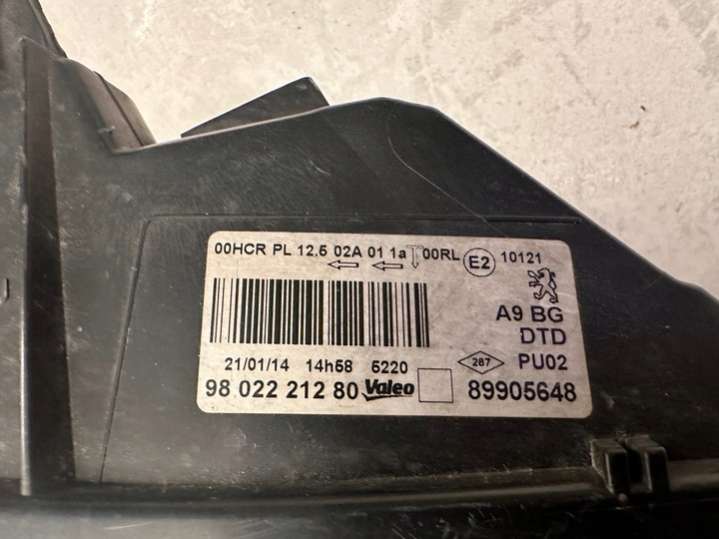 00HCR PL 12.5 02A 01 1a 00RL E2 10121
A9 BG
DTD
21/01/14 14h58 5220 287 PU02
98 022 212 80 Valeo 89905648